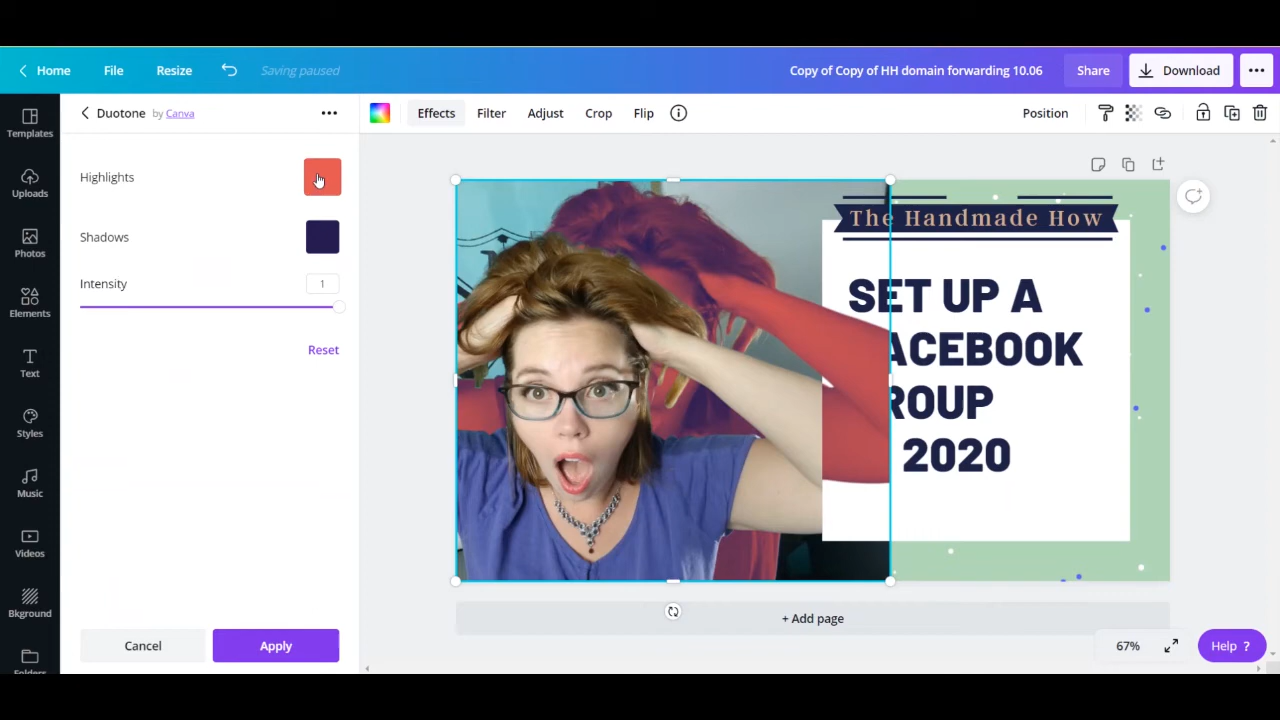 Home
File
Resize
Saving paused
Copy of Copy of HH domain forwarding 10.06
Share
Download
Templates
Uploads
Photos
Elements
Text
Styles
Music
Videos
Bkground
Folders
Duotone by Canva
Highlights
Shadows
Intensity
1
Reset
Cancel
Apply
Effects
Filter
Adjust
Crop
Flip
Position
The Handmade How
SET UP A
ACEBOOK
ROUP
2020
+ Add page
67%
Help ?